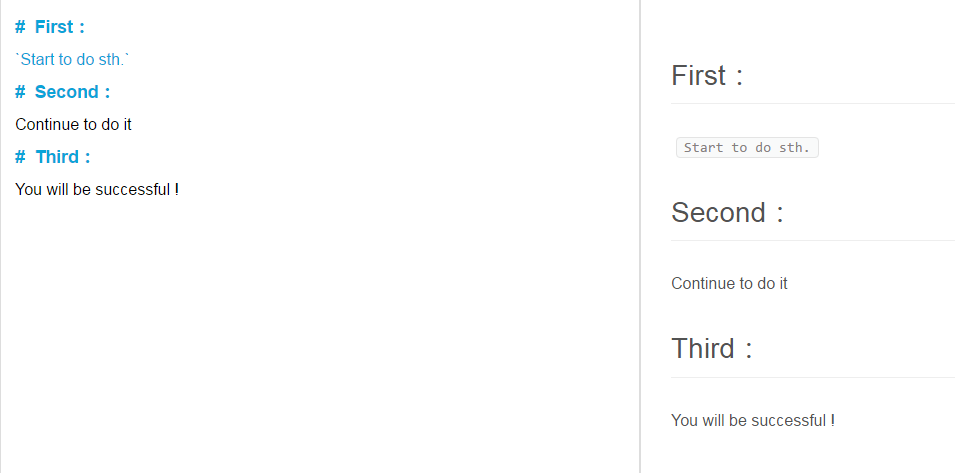 # First：
`Start to do sth.`
# Second：
Continue to do it
# Third：
You will be successful !
First：
Start to do sth.
Second：
Continue to do it
Third：
You will be successful !